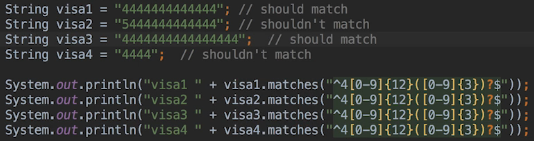 String visa1 = "4444444444444"; // should match
String visa2 = "5444444444444"; // shouldn't match
String visa3 = "4444444444444444";  // should match
String visa4 = "4444";  // shouldn't match
System.out.println("visa1 " + visa1.matches("^4[0-9]{12}([0-9]{3})?$"));
System.out.println("visa2 " + visa2.matches("^4[0-9]{12}([0-9]{3})?$"));
System.out.println("visa3 " + visa3.matches("^4[0-9]{12}([0-9]{3})?$"));
System.out.println("visa4 " + visa4.matches("^4[0-9]{12}([0-9]{3})?$"));